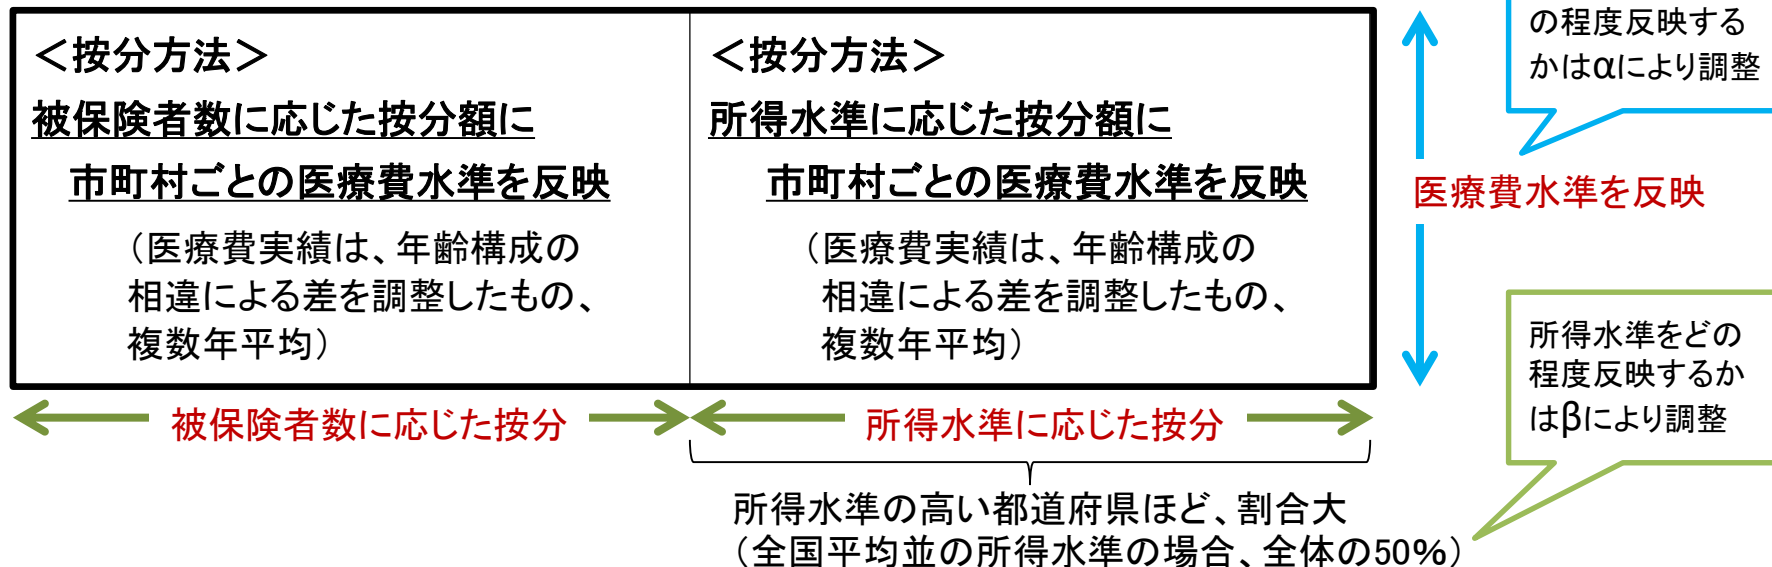 ＜按分方法＞
被保険者数に応じた按分額に
市町村ごとの医療費水準を反映
（医療費実績は、年齢構成の
相違による差を調整したもの、
複数年平均）
＜按分方法＞
所得水準に応じた按分額に
市町村ごとの医療費水準を反映
（医療費実績は、年齢構成の
相違による差を調整したもの、
複数年平均）
の程度反映する
かはαにより調整
医療費水準を反映
所得水準をどの
程度反映するか
はβにより調整
被保険者数に応じた按分
所得水準に応じた按分
所得水準の高い都道府県ほど、割合大
（全国平均並の所得水準の場合、全体の50%）